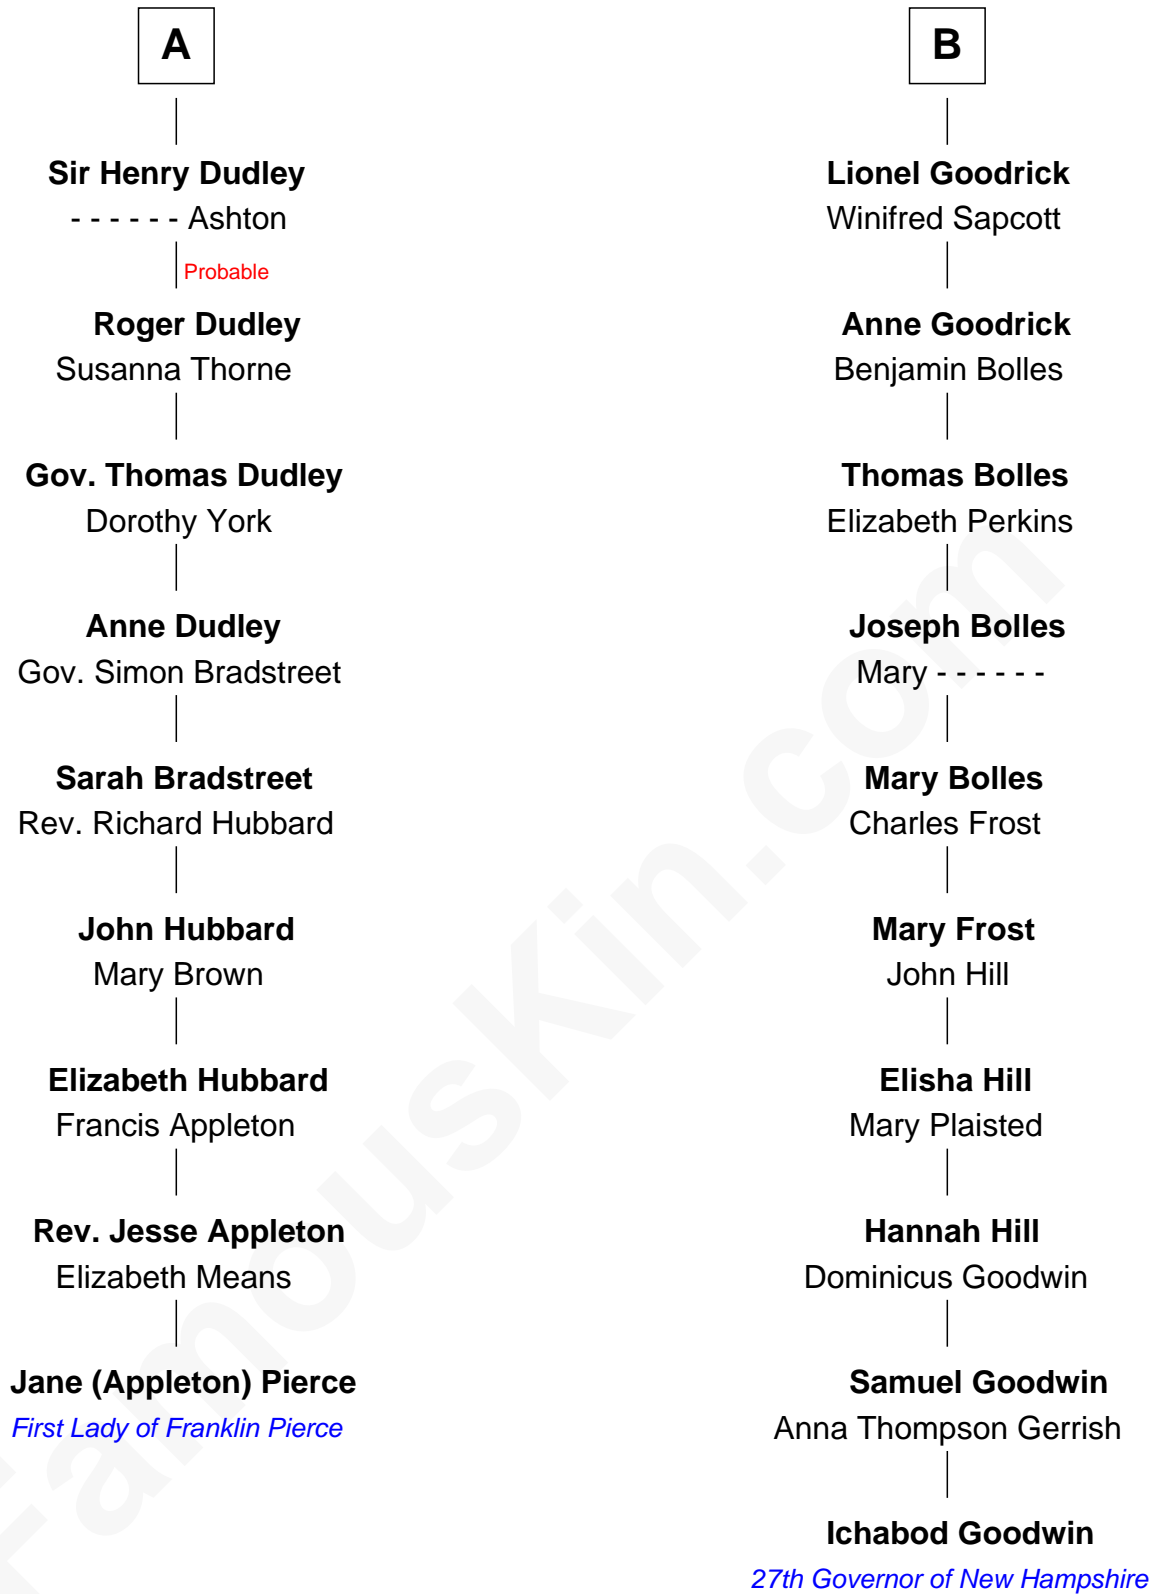 A
Sir Henry Dudley
- - - - - - Ashton
Probable
Roger Dudley
Susanna Thorne
Gov. Thomas Dudley
Dorothy York
Anne Dudley
Gov. Simon Bradstreet
Sarah Bradstreet
Rev. Richard Hubbard
John Hubbard
Mary Brown
Elizabeth Hubbard
Francis Appleton
Rev. Jesse Appleton
Elizabeth Means
Jane (Appleton) Pierce
First Lady of Franklin Pierce
B
Lionel Goodrick
Winifred Sapcott
Anne Goodrick
Benjamin Bolles
Thomas Bolles
Elizabeth Perkins
Joseph Bolles
Mary - - - - - -
Mary Bolles
Charles Frost
Mary Frost
John Hill
Elisha Hill
Mary Plaisted
Hannah Hill
Dominicus Goodwin
Samuel Goodwin
Anna Thompson Gerrish
Ichabod Goodwin
27th Governor of New Hampshire
FamousKin.com